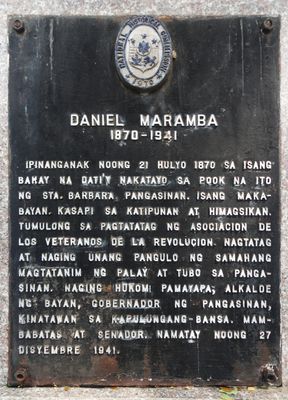 NATIONAL HISTORICAL COMMISSION
DANIEL MARAMBA
1870-1941
IPINANGANAK NOONG 21 HULYO 1870 SA ISANG
BAHAY NA DATI'Y NAKATAYO SA POOK NA ITO
NG STA. BARBARA, PANGASINAN. ISANG MAKA-
BAYAN. KASAPI SA KATIPUNAN AT HIMAGSIKAN.
TUMULONG SA PAGTATATAG NG ASOCIACION DE
LOS VETERANOS DE LA REVOLUCION. NAGTATAG
AT NAGING UNANG PANGULO NG SAMAHANG
MAGTATANIM NG PALAY AT TUBO SA PANGA-
SINAN. NAGING HUKOM PAMAYAPA, ALKALDE
NG BAYAN, GOBERNADOR NG PANGASINAN,
KINATAWAN SA KAPULUNGANG-BANSA, MAM-
BABATAS AT SENADOR. NAMATAY NOONG 27
DISYEMBRE 1941.